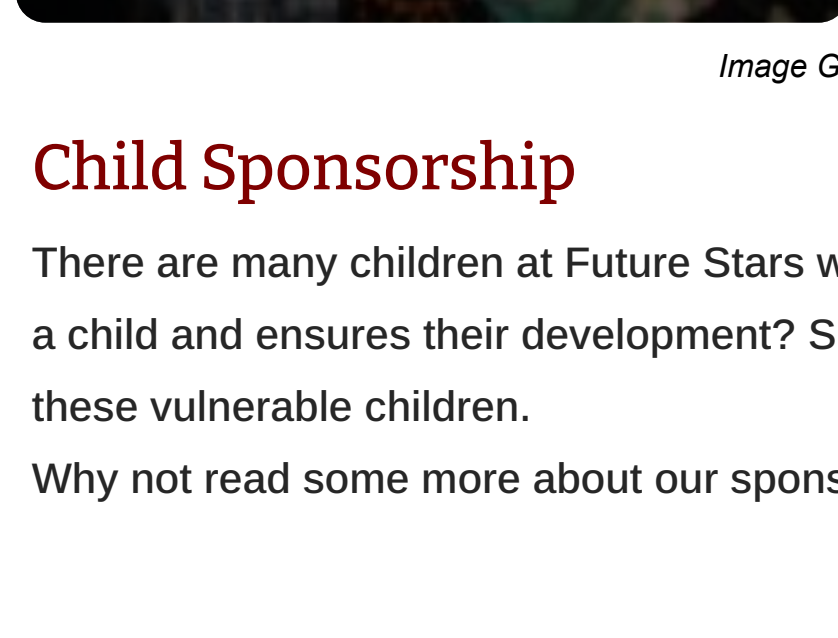 Image
Child Sponsorship
There are many children at Future Stars
a child and ensures their development?
these vulnerable children.
Why not read some more about our